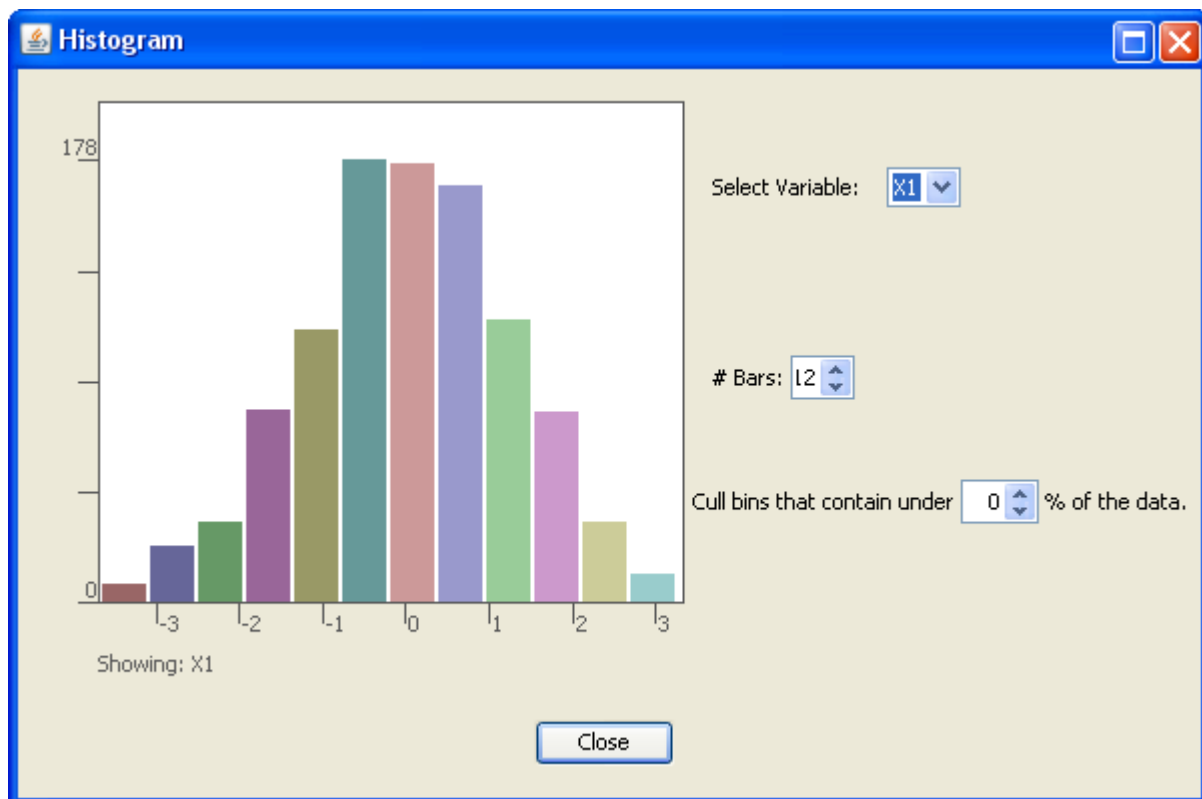 Histogram
178
Select Variable: X1
# Bars: 12
Cull bins that contain under 0 % of the data.
0
-3 -2 -1 0 1 2 3
Showing: X1
Close